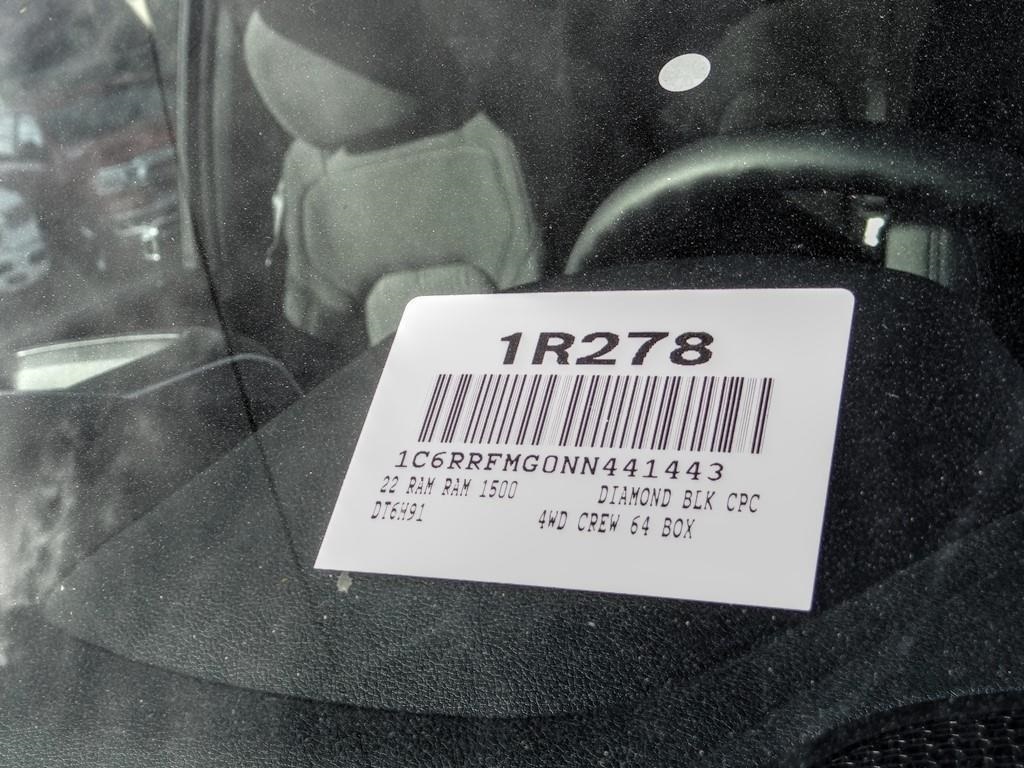 1R278
1C6RRFMG0NN441443
22 RAM RAM 1500 DIAMOND BLK CPC
DT6H91 4WD CREW 64 BOX